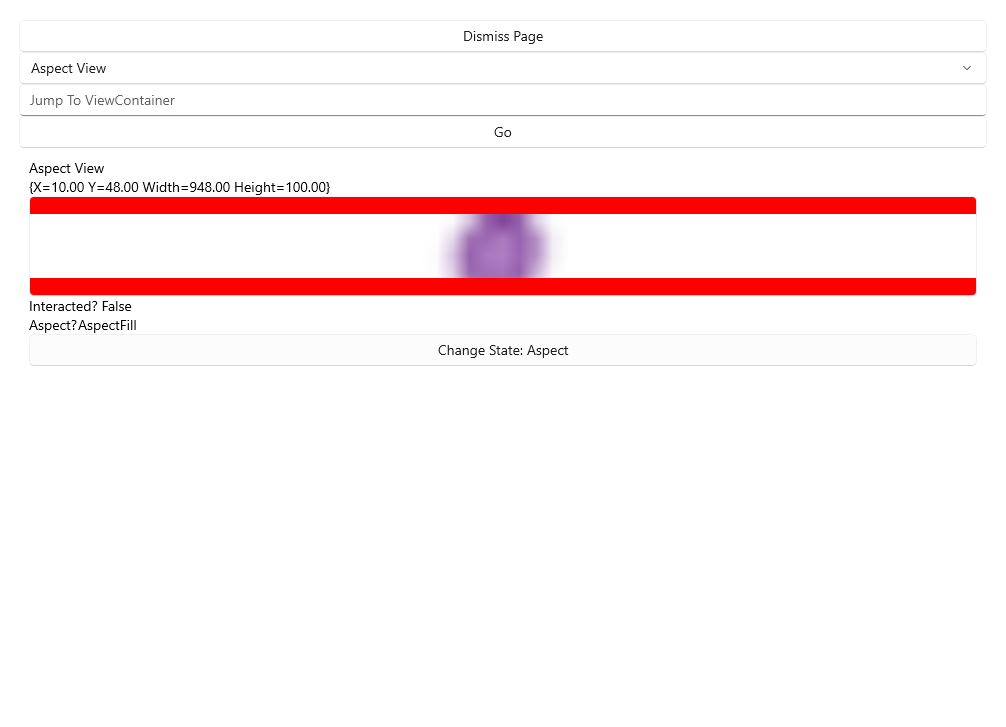 Dismiss Page
Aspect View
Jump To ViewContainer
Go
Aspect View
{X=10.00 Y=48.00 Width=948.00 Height=100.00}
Interacted? False
Aspect?AspectFill
Change State: Aspect